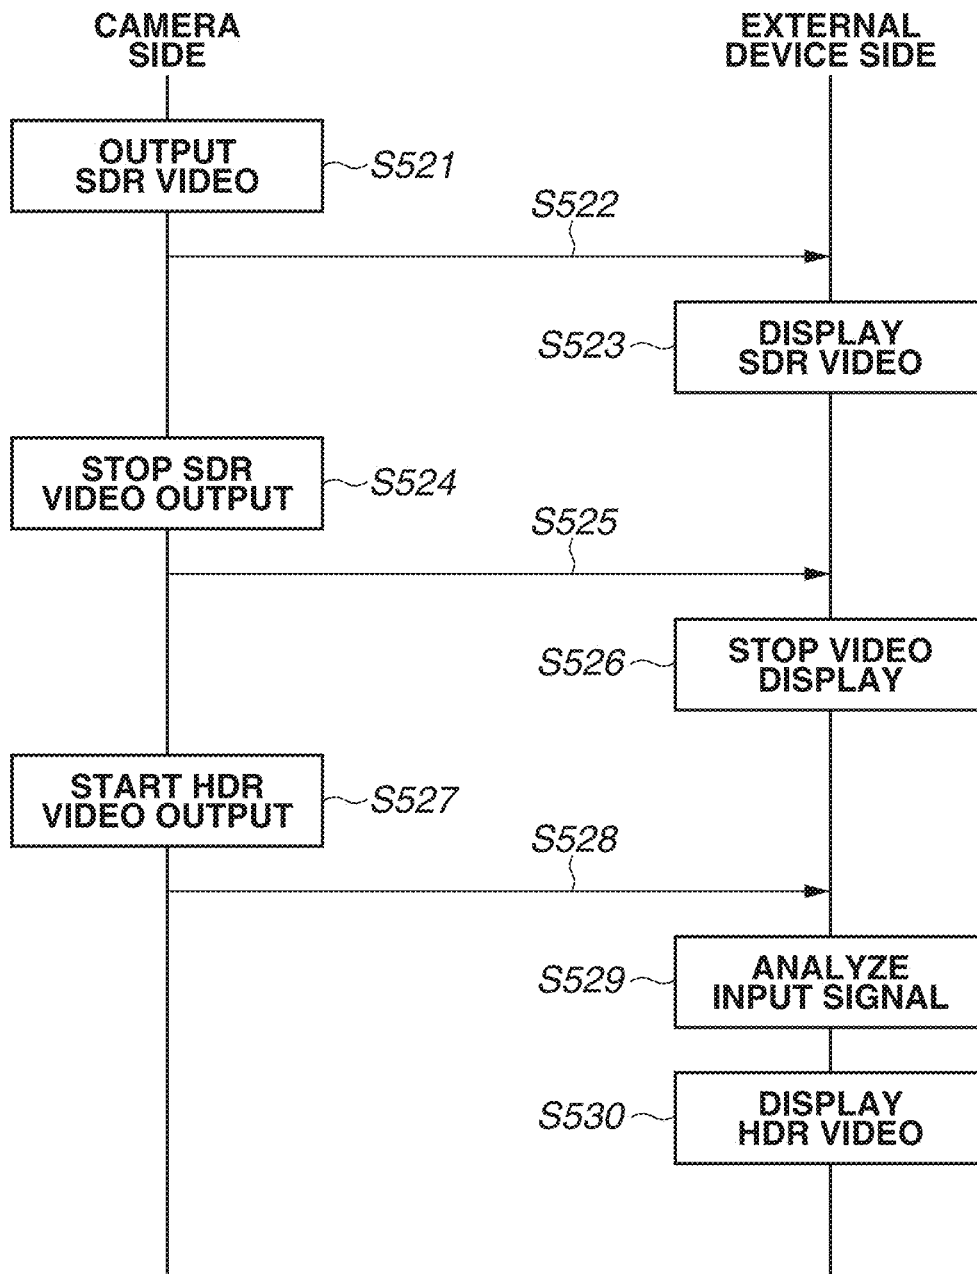 CAMERA
SIDE
EXTERNAL
DEVICE SIDE
OUTPUT
SDR VIDEO
S521
S522
S523
DISPLAY
SDR VIDEO
STOP SDR
VIDEO OUTPUT
S524
S525
S526
STOP VIDEO
DISPLAY
START HDR
VIDEO OUTPUT
S527
S528
S529
ANALYZE
INPUT SIGNAL
S530
DISPLAY
HDR VIDEO